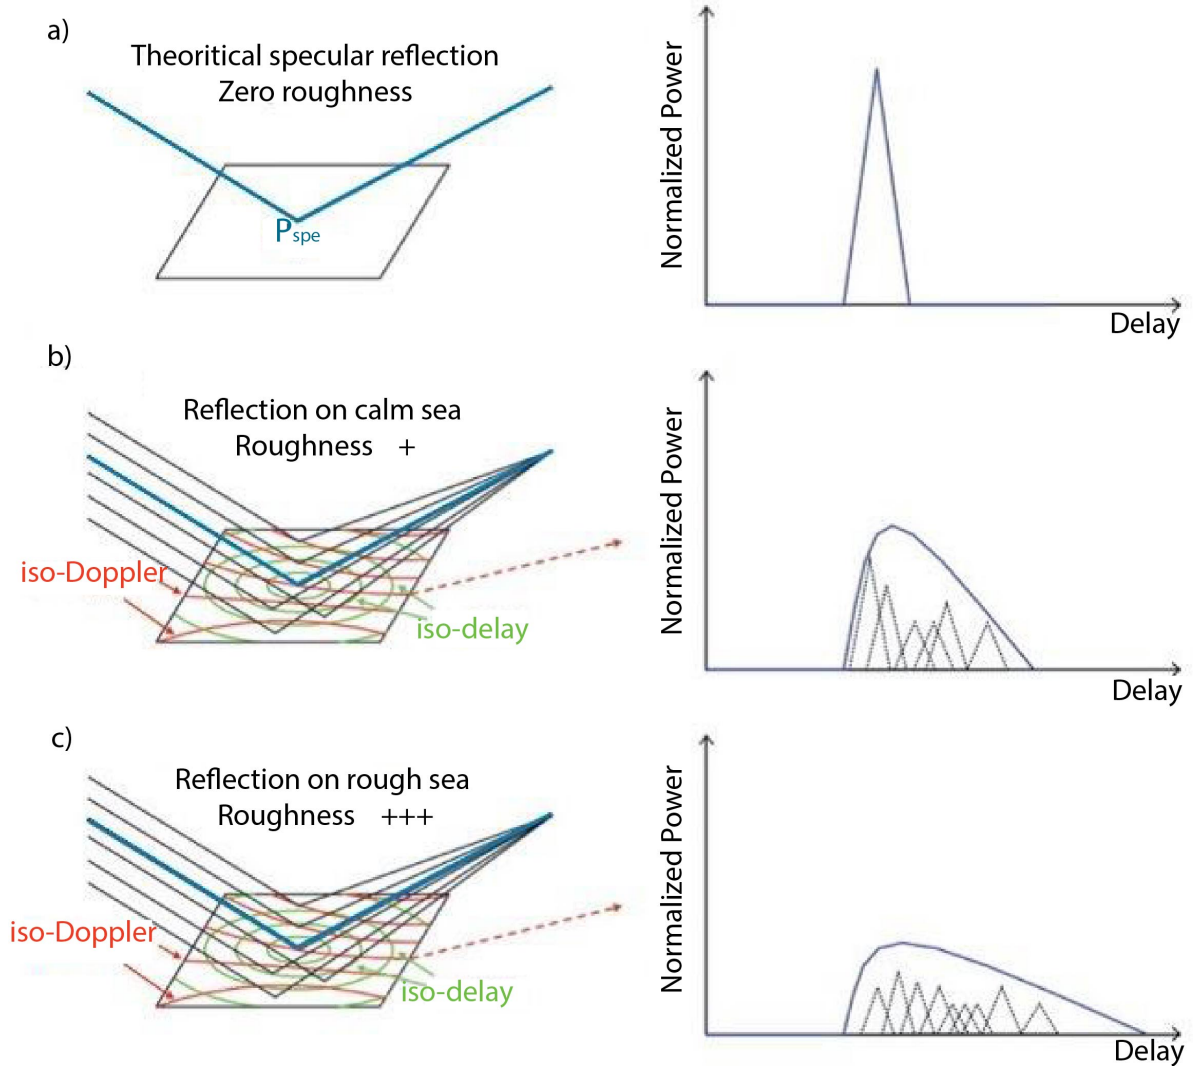 a)
Theoritical specular reflection
Zero roughness
Pspe
Normalized Power
Delay
b)
Reflection on calm sea
Roughness +
iso-Doppler
iso-delay
Normalized Power
Delay
c)
Reflection on rough sea
Roughness +++
iso-Doppler
iso-delay
Normalized Power
Delay